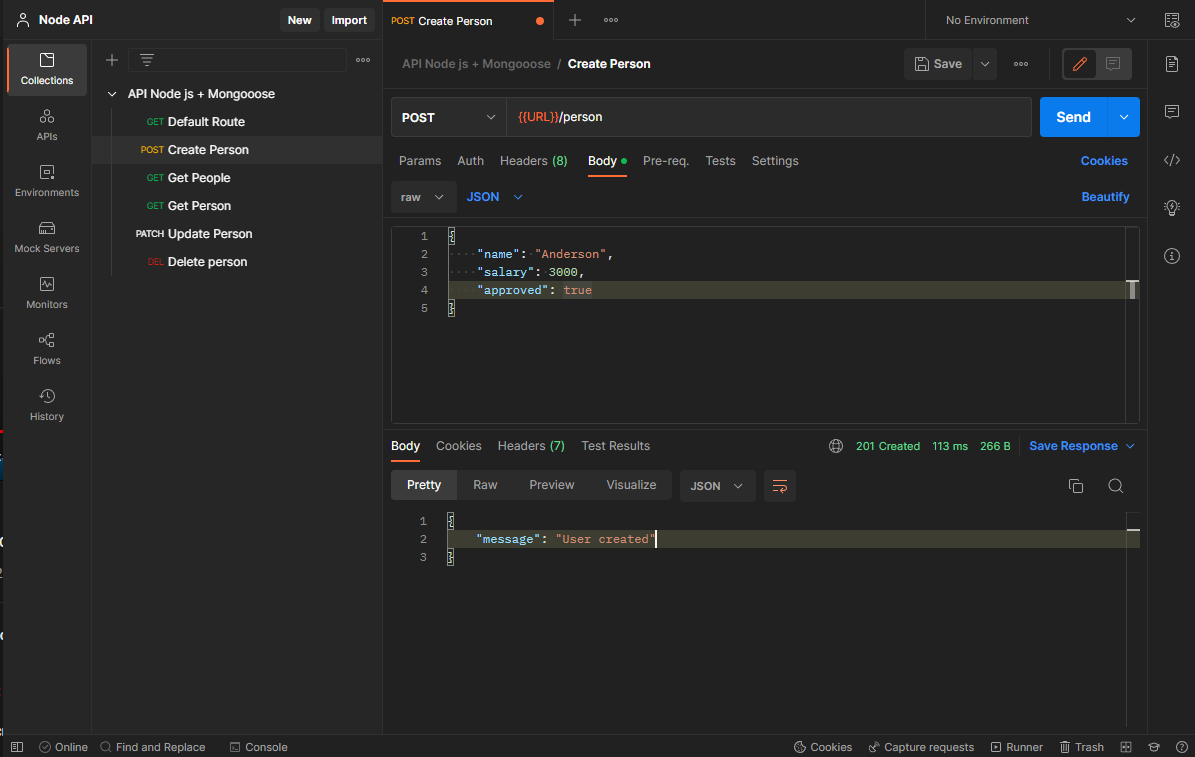 Node API
New
Import
POST Create Person
No Environment
Collections
APIs
Environments
Mock Servers
Monitors
Flows
History
API Node js + Mongooose
GET Default Route
POST Create Person
GET Get People
GET Get Person
PATCH Update Person
DEL Delete person
API Node js + Mongooose / Create Person
Save
POST
{{URL}}/person
Send
Params
Auth
Headers (8)
Body
Pre-req.
Tests
Settings
Cookies
raw
JSON
Beautify
1 {
2 "name": "Anderson",
3 "salary": 3000,
4 "approved": true
5 }
Body
Cookies
Headers (7)
Test Results
201 Created
113 ms
266 B
Save Response
Pretty
Raw
Preview
Visualize
JSON
1 {
2 "message": "User created"
3 }
Online
Find and Replace
Console
Cookies
Capture requests
Runner
Trash